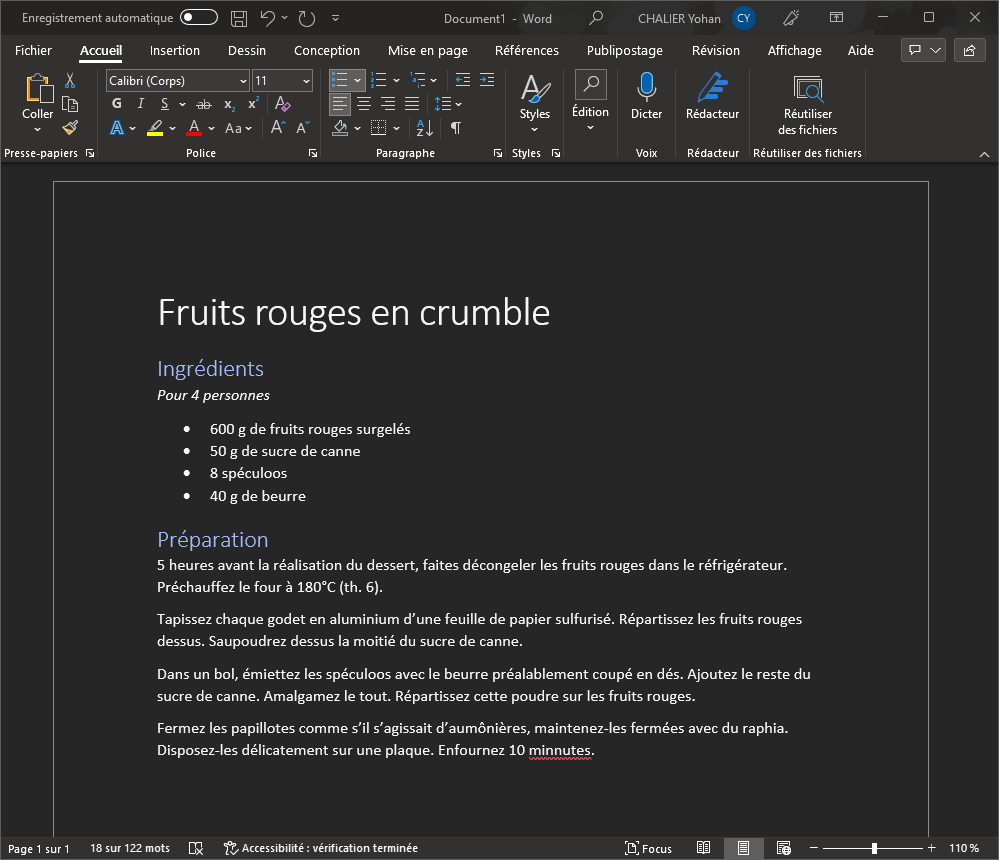 Enregistrement automatique
Document1 - Word
CHALIER Yohan
CY
Fichier Accueil Insertion Dessin Conception Mise en page Références Publipostage Révision Affichage Aide
Coller
Presse-papiers
Calibri (Corps) 11
G I S ab x₂ x² A
A A Aa A A
Police
Paragraphe
Styles
Styles
Édition
Dicter
Voix
Rédacteur
Rédacteur
Réutiliser
des fichiers
Réutiliser des fichiers
Fruits rouges en crumble
Ingrédients
Pour 4 personnes
• 600 g de fruits rouges surgelés
• 50 g de sucre de canne
• 8 spéculoos
• 40 g de beurre
Préparation
5 heures avant la réalisation du dessert, faites décongeler les fruits rouges dans le réfrigérateur.
Préchauffez le four à 180°C (th. 6).
Tapissez chaque godet en aluminium d’une feuille de papier sulfurisé. Répartissez les fruits rouges
dessus. Saupoudrez dessus la moitié du sucre de canne.
Dans un bol, émiettez les spéculoos avec le beurre préalablement coupé en dés. Ajoutez le reste du
sucre de canne. Amalgamez le tout. Répartissez cette poudre sur les fruits rouges.
Fermez les papillotes comme s’il s’agissait d’aumônières, maintenez-les fermées avec du raphia.
Disposez-les délicatement sur une plaque. Enfournez 10 minnutes.
Page 1 sur 1 18 sur 122 mots Accessibilité : vérification terminée Focus 110 %